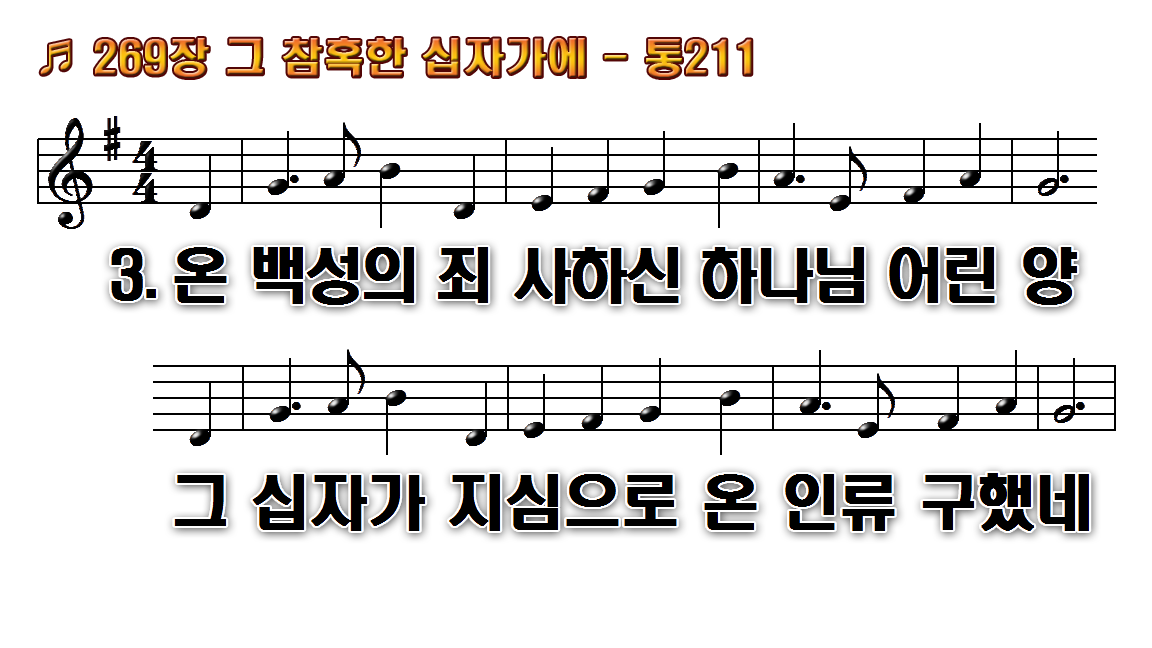 ♬ 269장 그 참혹한 십자가에 - 통211
3. 온 백성의 죄 사하신 하나님 어린 양
그 십자가 지심으로 온 인류 구했네